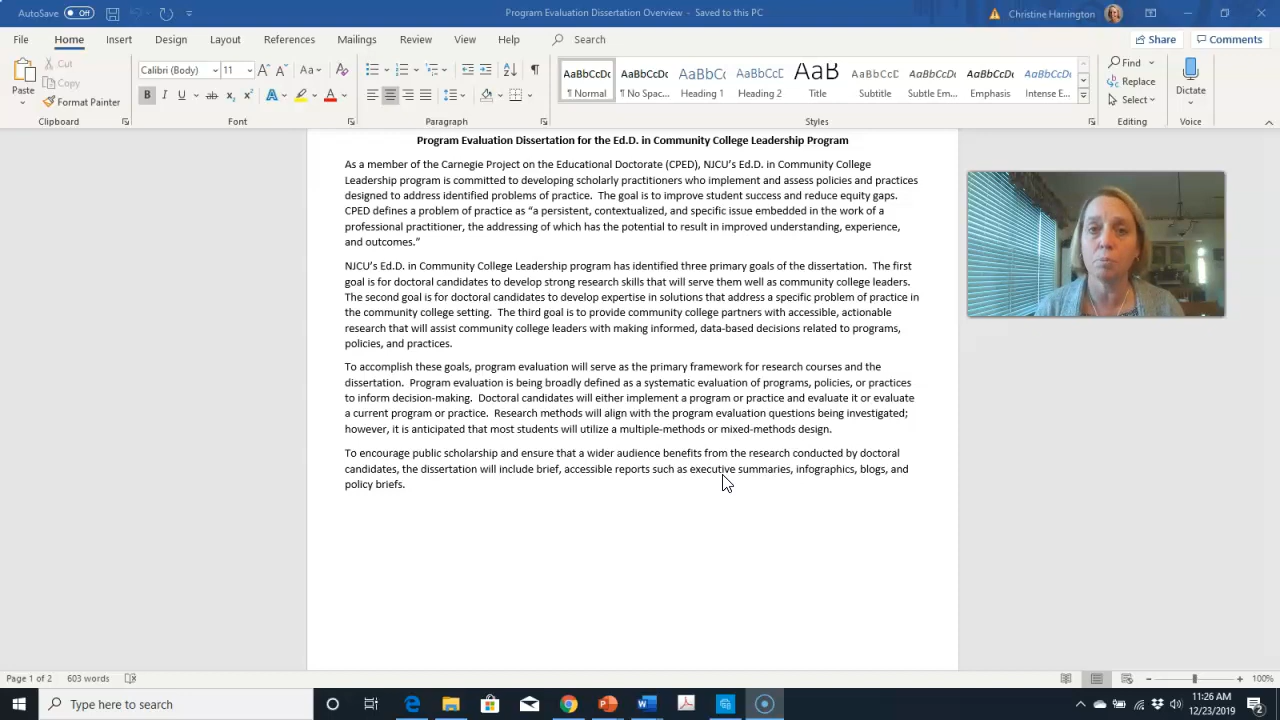 AutoSave Off Program Evaluation Dissertation Overview - Saved to this PC Christine Harrington
File Home Insert Design Layout References Mailings Review View Help Search Share Comments
Paste Cut Copy Format Painter
Calibri (Body) 11 Aa
B I U ab x₂ x² A A
AaBbCcDc AaBbCcDc AaBbCc AaBbCcE AaB AaBbCcD AaBbCcDc AaBbCcDc AaBbCcDc
¶ Normal ¶ No Spac... Heading 1 Heading 2 Title Subtitle Subtle Em... Emphasis Intense E...
Find Replace Select Dictate
Clipboard Font Paragraph Styles Editing Voice
Program Evaluation Dissertation for the Ed.D. in Community College Leadership Program
As a member of the Carnegie Project on the Educational Doctorate (CPED), NJCU's Ed.D. in Community College
Leadership program is committed to developing scholarly practitioners who implement and assess policies and practices
designed to address identified problems of practice. The goal is to improve student success and reduce equity gaps.
CPED defines a problem of practice as "a persistent, contextualized, and specific issue embedded in the work of a
professional practitioner, the addressing of which has the potential to result in improved understanding, experience,
and outcomes."
NJCU's Ed.D. in Community College Leadership program has identified three primary goals of the dissertation. The first
goal is for doctoral candidates to develop strong research skills that will serve them well as community college leaders.
The second goal is for doctoral candidates to develop expertise in solutions that address a specific problem of practice in
the community college setting. The third goal is to provide community college partners with accessible, actionable
research that will assist community college leaders with making informed, data-based decisions related to programs,
policies, and practices.
To accomplish these goals, program evaluation will serve as the primary framework for research courses and the
dissertation. Program evaluation is being broadly defined as a systematic evaluation of programs, policies, or practices
to inform decision-making. Doctoral candidates will either implement a program or practice and evaluate it or evaluate
a current program or practice. Research methods will align with the program evaluation questions being investigated;
however, it is anticipated that most students will utilize a multiple-methods or mixed-methods design.
To encourage public scholarship and ensure that a wider audience benefits from the research conducted by doctoral
candidates, the dissertation will include brief, accessible reports such as executive summaries, infographics, blogs, and
policy briefs.
Page 1 of 2 603 words 100%
Type here to search 11:26 AM
12/23/2019 2